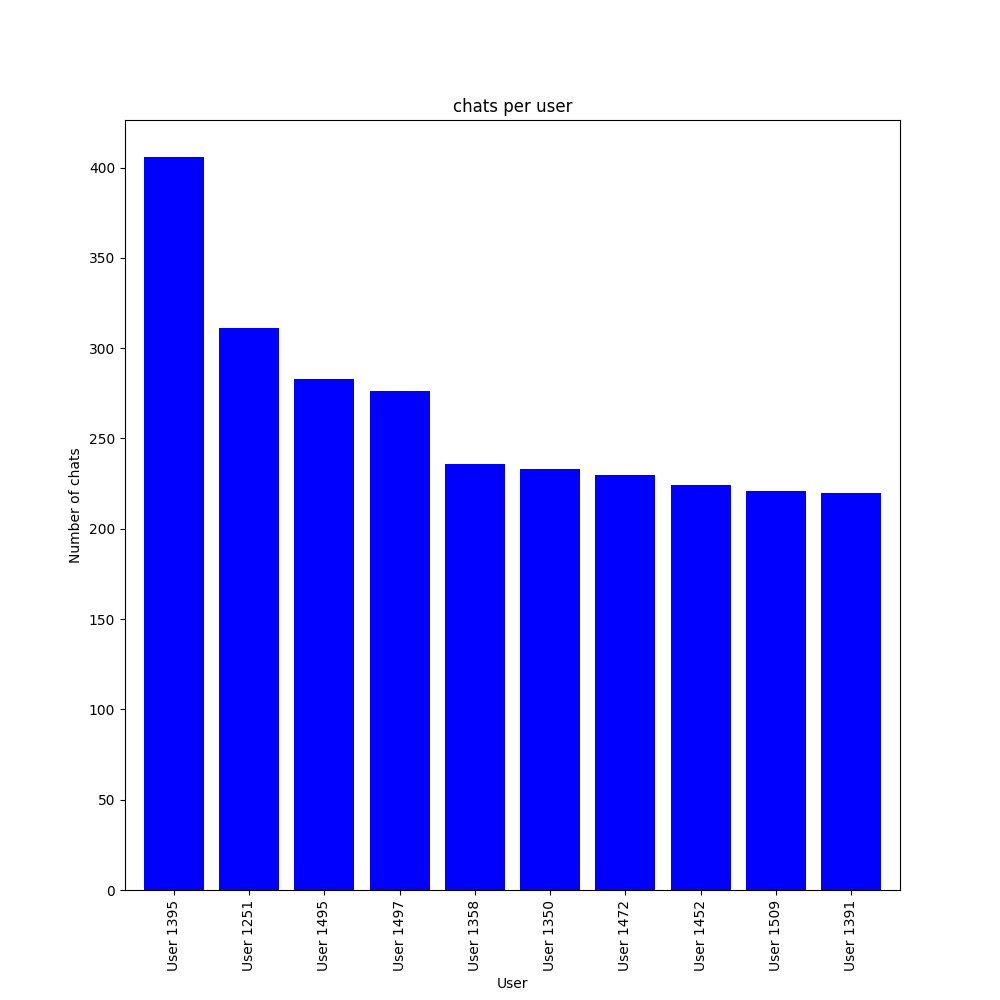 chats per user
Number of chats
400
350
300
250
200
150
100
50
0
User 1395
User 1251
User 1495
User 1497
User 1358
User 1350
User 1472
User 1452
User 1509
User 1391
User